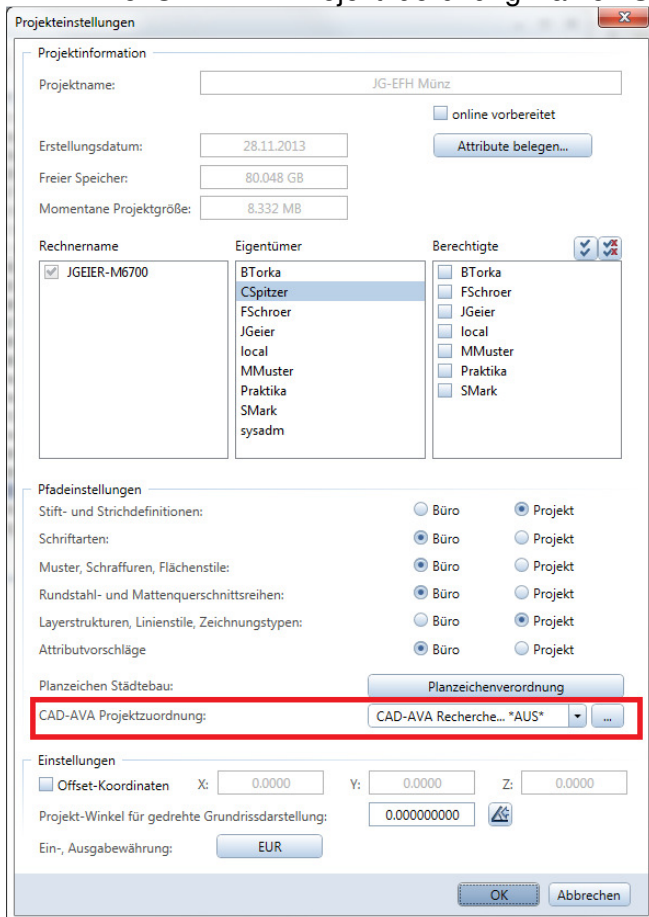 Projekteinstellungen
Projektinformation
Projektname: JG-EFH Münz
online vorbereitet
Erstellungsdatum: 28.11.2013 Attribute belegen...
Freier Speicher: 80.048 GB
Momentane Projektgröße: 8.332 MB
Rechnername Eigentümer Berechtigte
JGEIER-M6700 BTorka BTorka
CSpitzer FSchroer
FSchroer JGeier
JGeier local
local MMuster
MMuster Praktika
Praktika SMark
SMark
sysadm
Pfadeinstellungen
Stift- und Strichdefinitionen: Büro Projekt
Schriftarten: Büro Projekt
Muster, Schraffuren, Flächenstile: Büro Projekt
Rundstahl- und Mattenquerschnittsreihen: Büro Projekt
Layerstrukturen, Linienstile, Zeichnungstypen: Büro Projekt
Attributvorschläge Büro Projekt
Planzeichen Städtebau: Planzeichenverordnung
CAD-AVA Projektzuordnung: CAD-AVA Recherche... *AUS* ...
Einstellungen
Offset-Koordinaten X: 0.0000 Y: 0.0000 Z: 0.0000
Projekt-Winkel für gedrehte Grundrissdarstellung: 0.000000000
Ein-, Ausgabewährung: EUR
OK Abbrechen